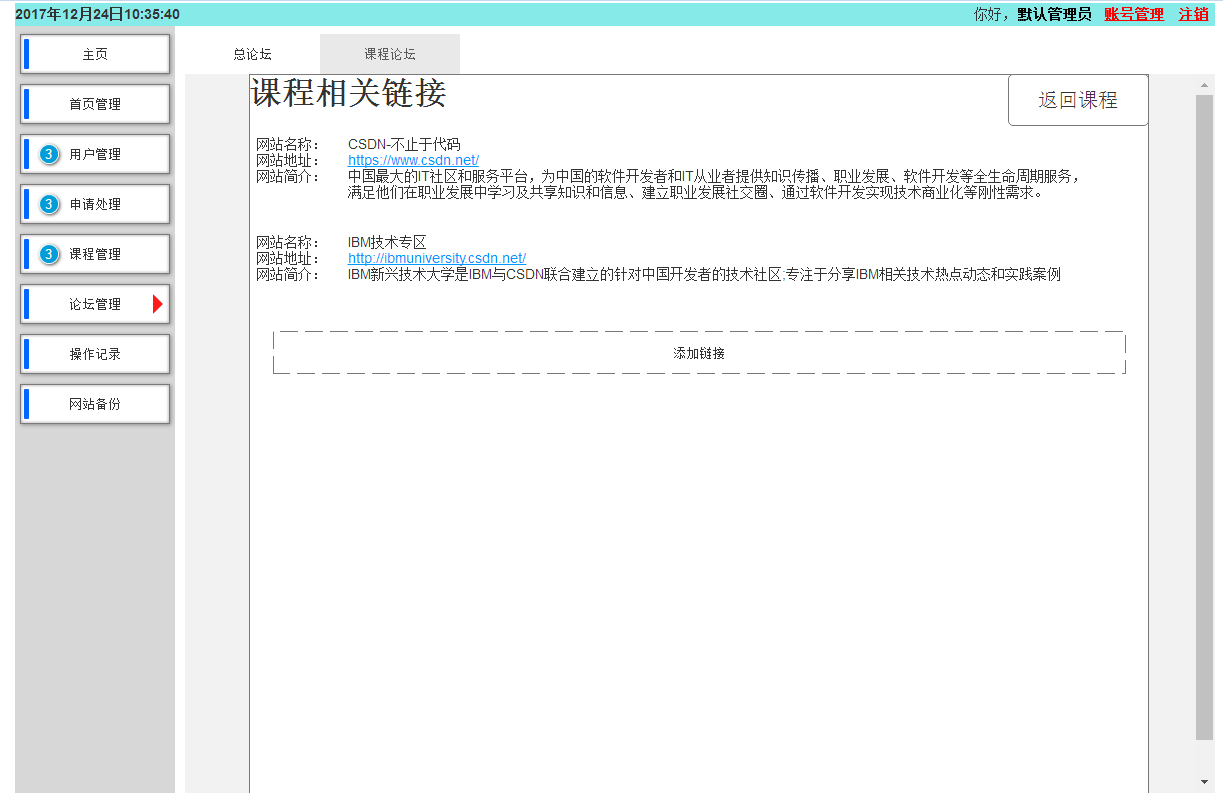 2017年12月24日10:35:40
你好，默认管理员 账号管理 注销
主页
首页管理
3 用户管理
3 申请处理
3 课程管理
论坛管理
操作记录
网站备份
总论坛 课程论坛
课程相关链接
返回课程
网站名称： CSDN-不止于代码
网站地址： https://www.csdn.net/
网站简介： 中国最大的IT社区和服务平台，为中国的软件开发者和IT从业者提供知识传播、职业发展、软件开发等全生命周期服务，
满足他们在职业发展中学习及共享知识和信息、建立职业发展社交圈、通过软件开发实现技术商业化等刚性需求。
网站名称： IBM技术专区
网站地址： http://ibmuniversity.csdn.net/
网站简介： IBM新兴技术大学是IBM与CSDN联合建立的针对中国开发者的技术社区;专注于分享IBM相关技术热点动态和实践案例
添加链接